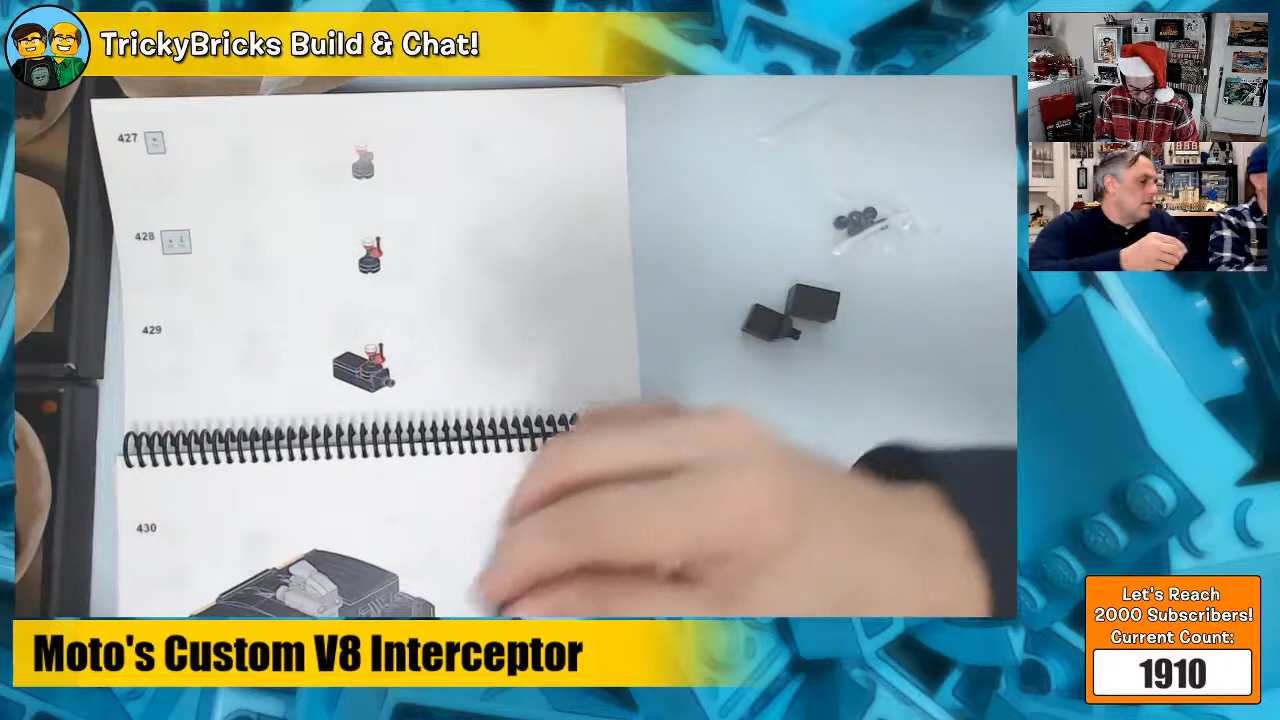 TrickyBricks Build & Chat!
427
428
429
430
Moto's Custom V8 Interceptor
Let's Reach
2000 Subscribers!
Current Count:
1910